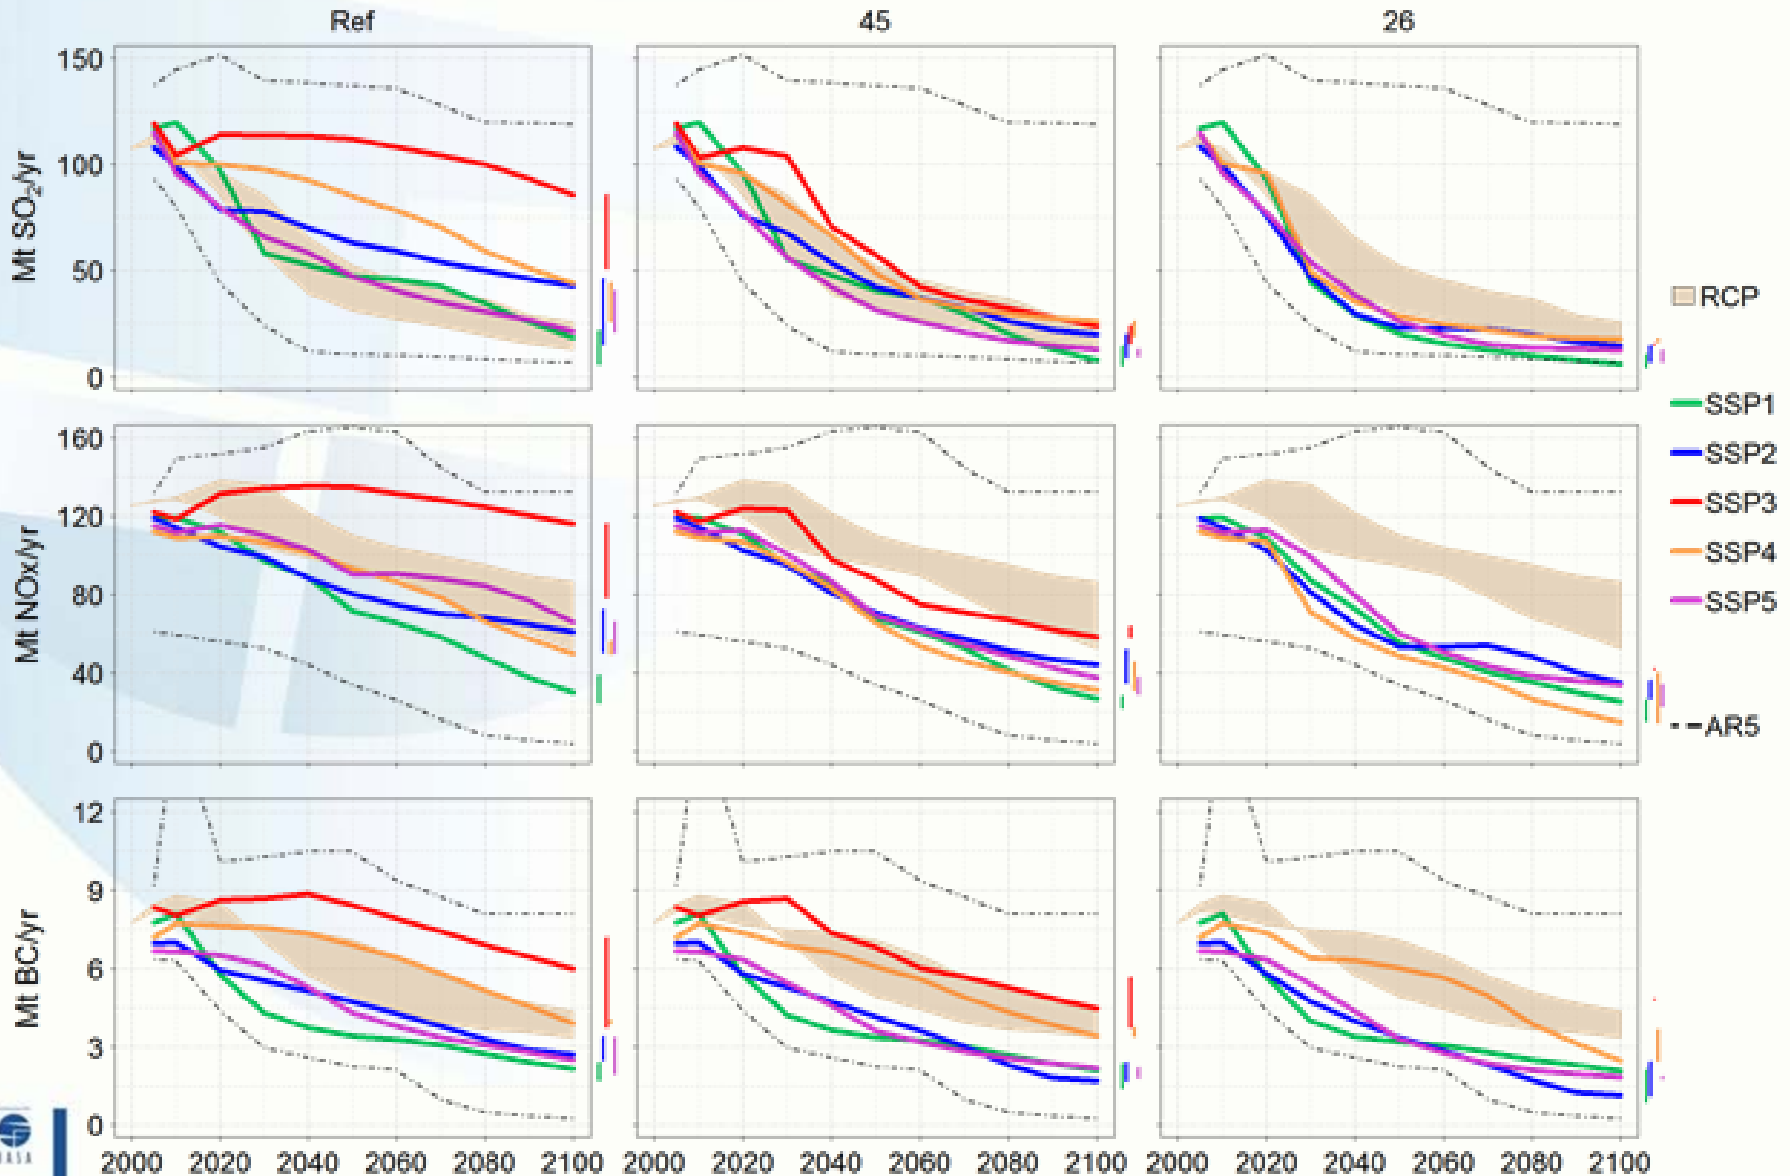 Ref 45 26
Mt SO₂/yr
150
100
50
0
Mt NOx/yr
160
120
80
40
0
Mt BC/yr
12
9
6
3
0
2000 2020 2040 2060 2080 2100 2000 2020 2040 2060 2080 2100 2000 2020 2040 2060 2080 2100
RCP
SSP1
SSP2
SSP3
SSP4
SSP5
AR5